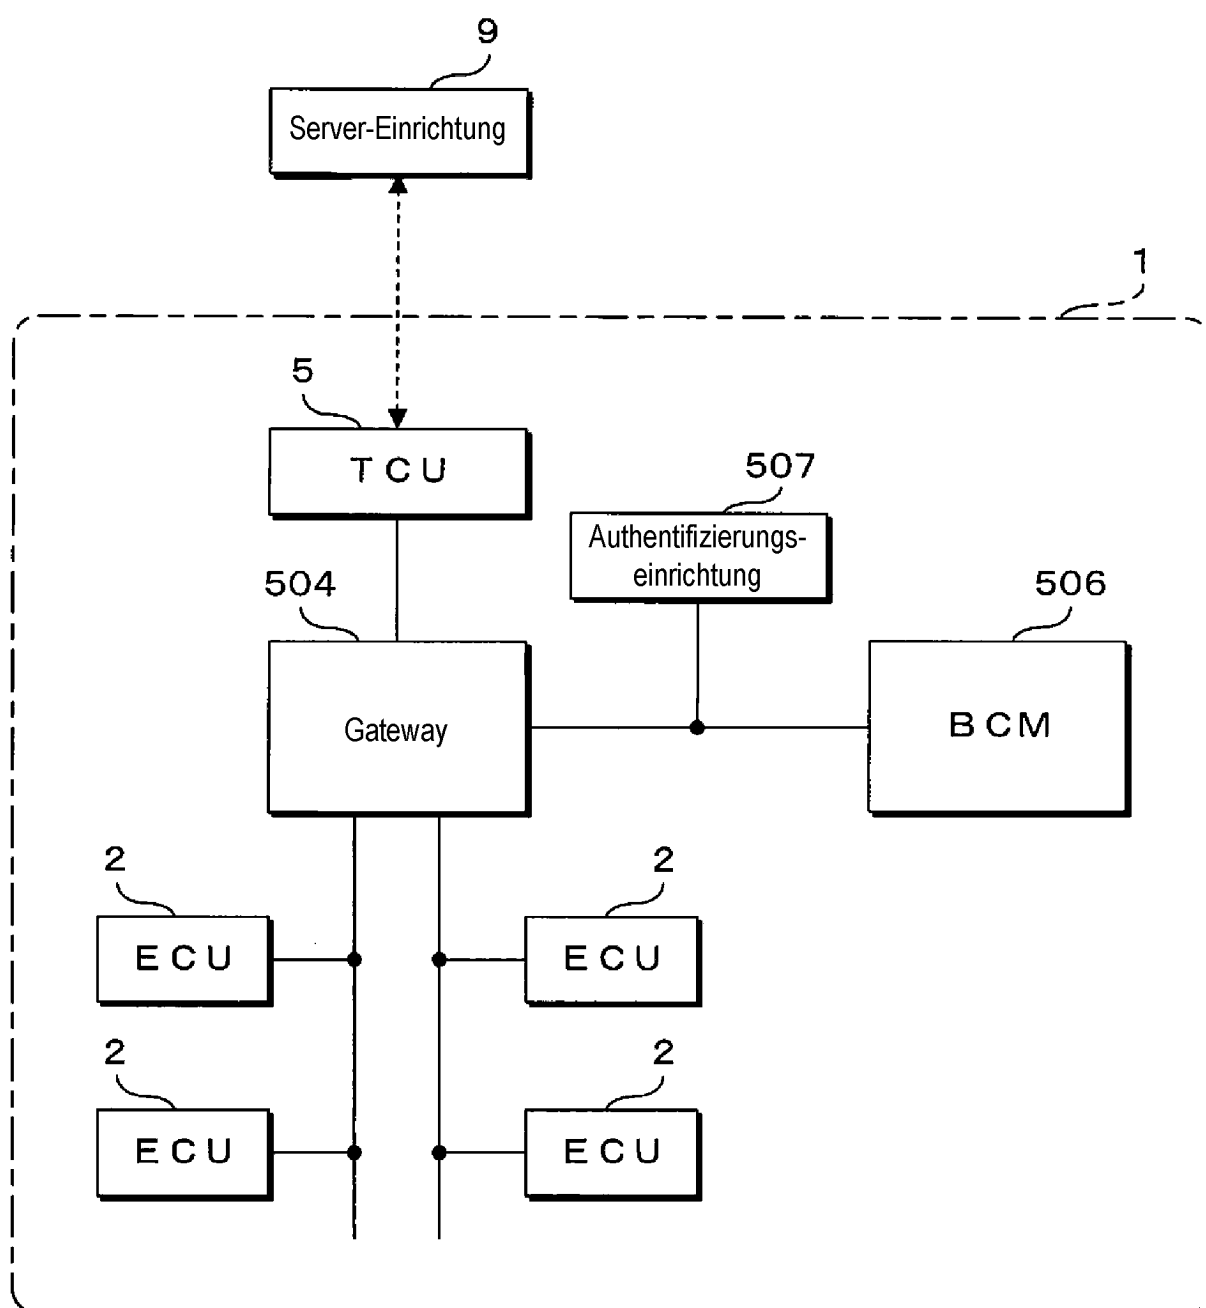 9
Server-Einrichtung
1
5
TCU
507
Authentifizierungs-
einrichtung
504
506
Gateway
BCM
2
2
ECU
ECU
2
2
ECU
ECU